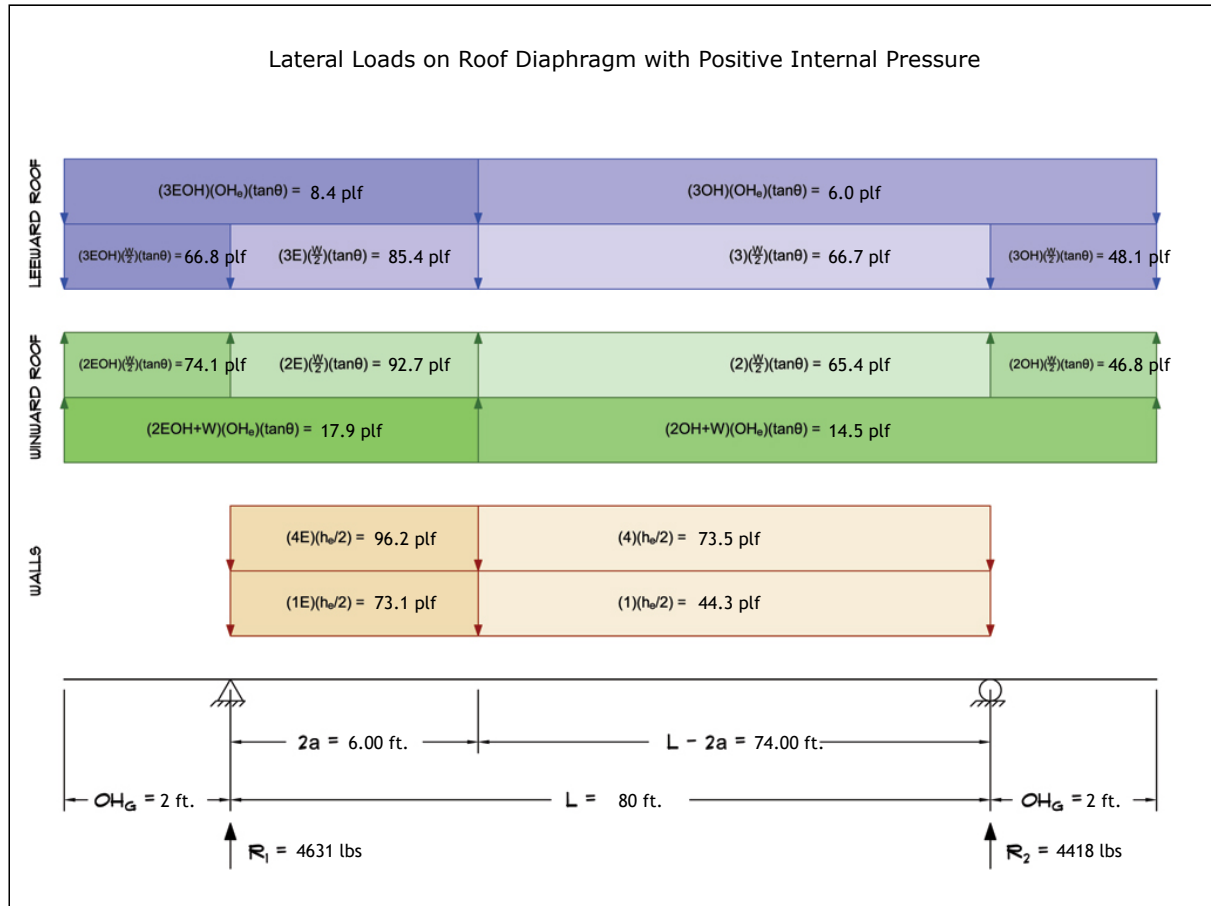 Lateral Loads on Roof Diaphragm with Positive Internal Pressure
LEEWARD ROOF
(3EOH)(OHₑ)(tanθ) = 8.4 plf
(3OH)(OHₑ)(tanθ) = 6.0 plf
(3EOH)(W/2)(tanθ) = 66.8 plf
(3E)(W/2)(tanθ) = 85.4 plf
(3)(W/2)(tanθ) = 66.7 plf
(3OH)(W/2)(tanθ) = 48.1 plf
WINWARD ROOF
(2EOH)(W/2)(tanθ) = 74.1 plf
(2E)(W/2)(tanθ) = 92.7 plf
(2)(W/2)(tanθ) = 65.4 plf
(2OH)(W/2)(tanθ) = 46.8 plf
(2EOH+W)(OHₑ)(tanθ) = 17.9 plf
(2OH+W)(OHₑ)(tanθ) = 14.5 plf
WALLS
(4E)(hₑ/2) = 96.2 plf
(4)(hₑ/2) = 73.5 plf
(1E)(hₑ/2) = 73.1 plf
(1)(hₑ/2) = 44.3 plf
2a = 6.00 ft.
L - 2a = 74.00 ft.
OH_G = 2 ft.
L = 80 ft.
OH_G = 2 ft.
R₁ = 4631 lbs
R₂ = 4418 lbs